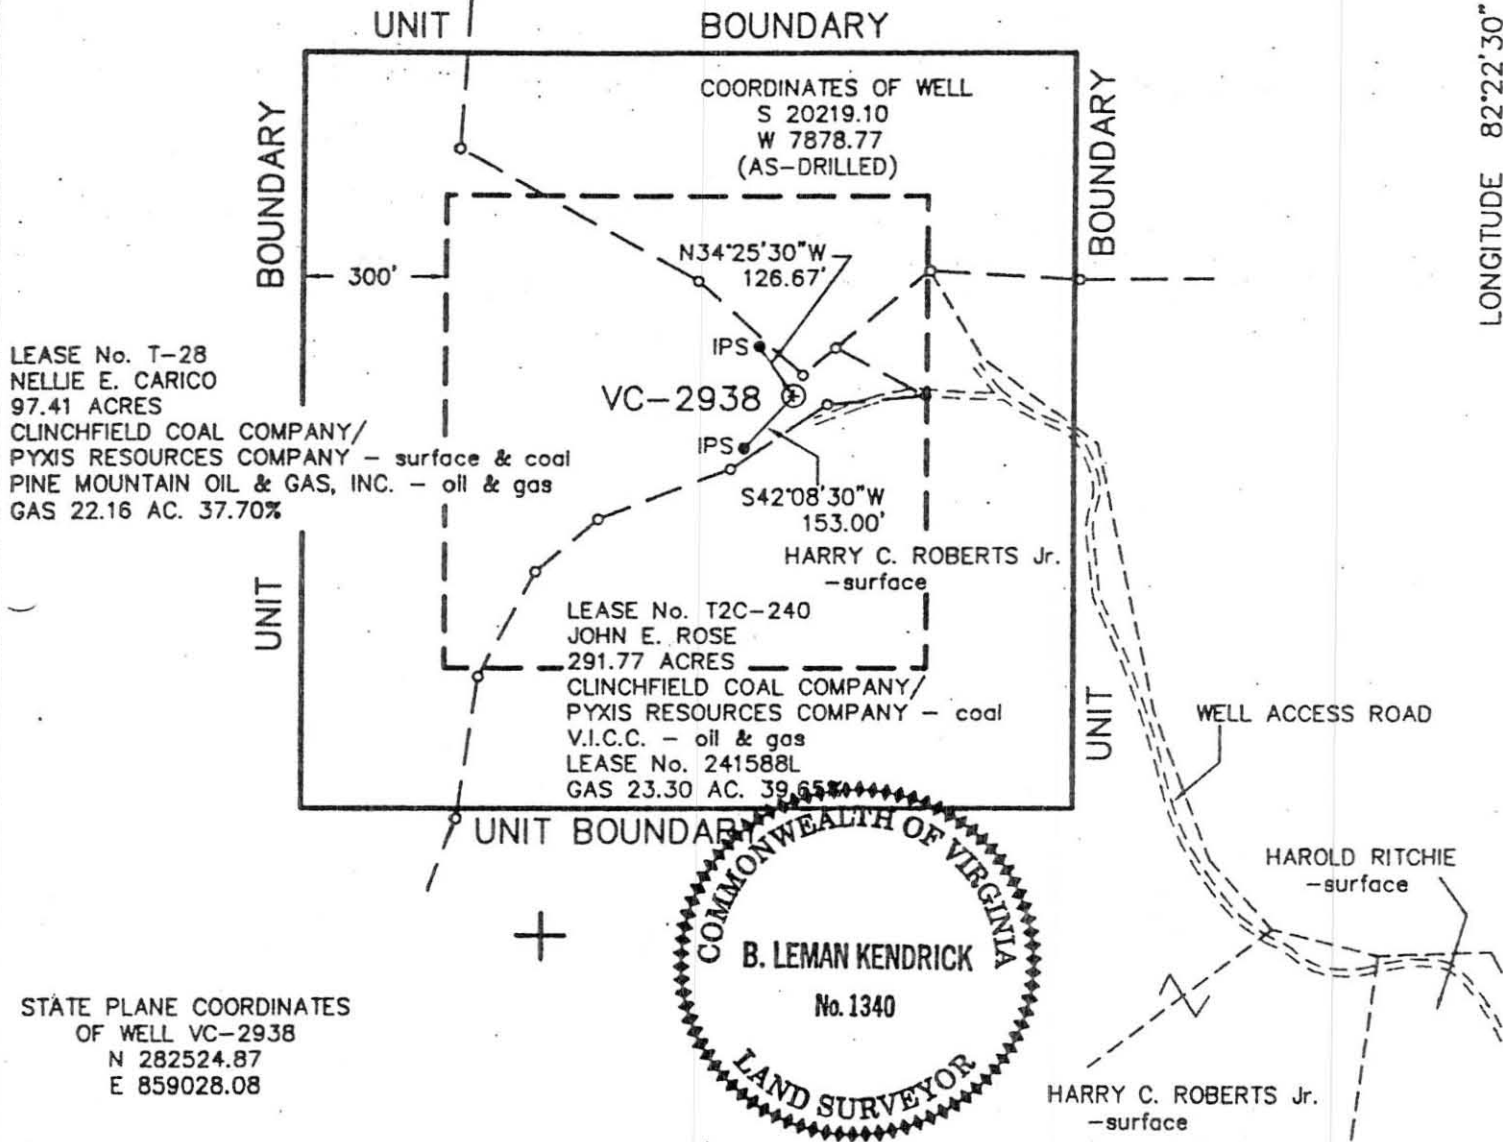 UNIT BOUNDARY
LONGITUDE 82°22'30"
BOUNDARY
BOUNDARY
COORDINATES OF WELL
S 20219.10
W 7878.77
(AS-DRILLED)
300'
N34°25'30"W
126.67'
IPS
VC-2938
IPS
S42°08'30"W
153.00'
LEASE No. T-28
NELLIE E. CARICO
97.41 ACRES
CLINCHFIELD COAL COMPANY/
PYXIS RESOURCES COMPANY - surface & coal
PINE MOUNTAIN OIL & GAS, INC. - oil & gas
GAS 22.16 AC. 37.70%
HARRY C. ROBERTS Jr.
-surface
UNIT
LEASE No. T2C-240
JOHN E. ROSE
291.77 ACRES
CLINCHFIELD COAL COMPANY/
PYXIS RESOURCES COMPANY - coal
V.I.C.C. - oil & gas
LEASE No. 241588L
GAS 23.30 AC. 39.65%
UNIT
WELL ACCESS ROAD
UNIT BOUNDARY
HAROLD RITCHIE
-surface
COMMONWEALTH OF VIRGINIA
B. LEMAN KENDRICK
No. 1340
LAND SURVEYOR
STATE PLANE COORDINATES
OF WELL VC-2938
N 282524.87
E 859028.08
HARRY C. ROBERTS Jr.
-surface